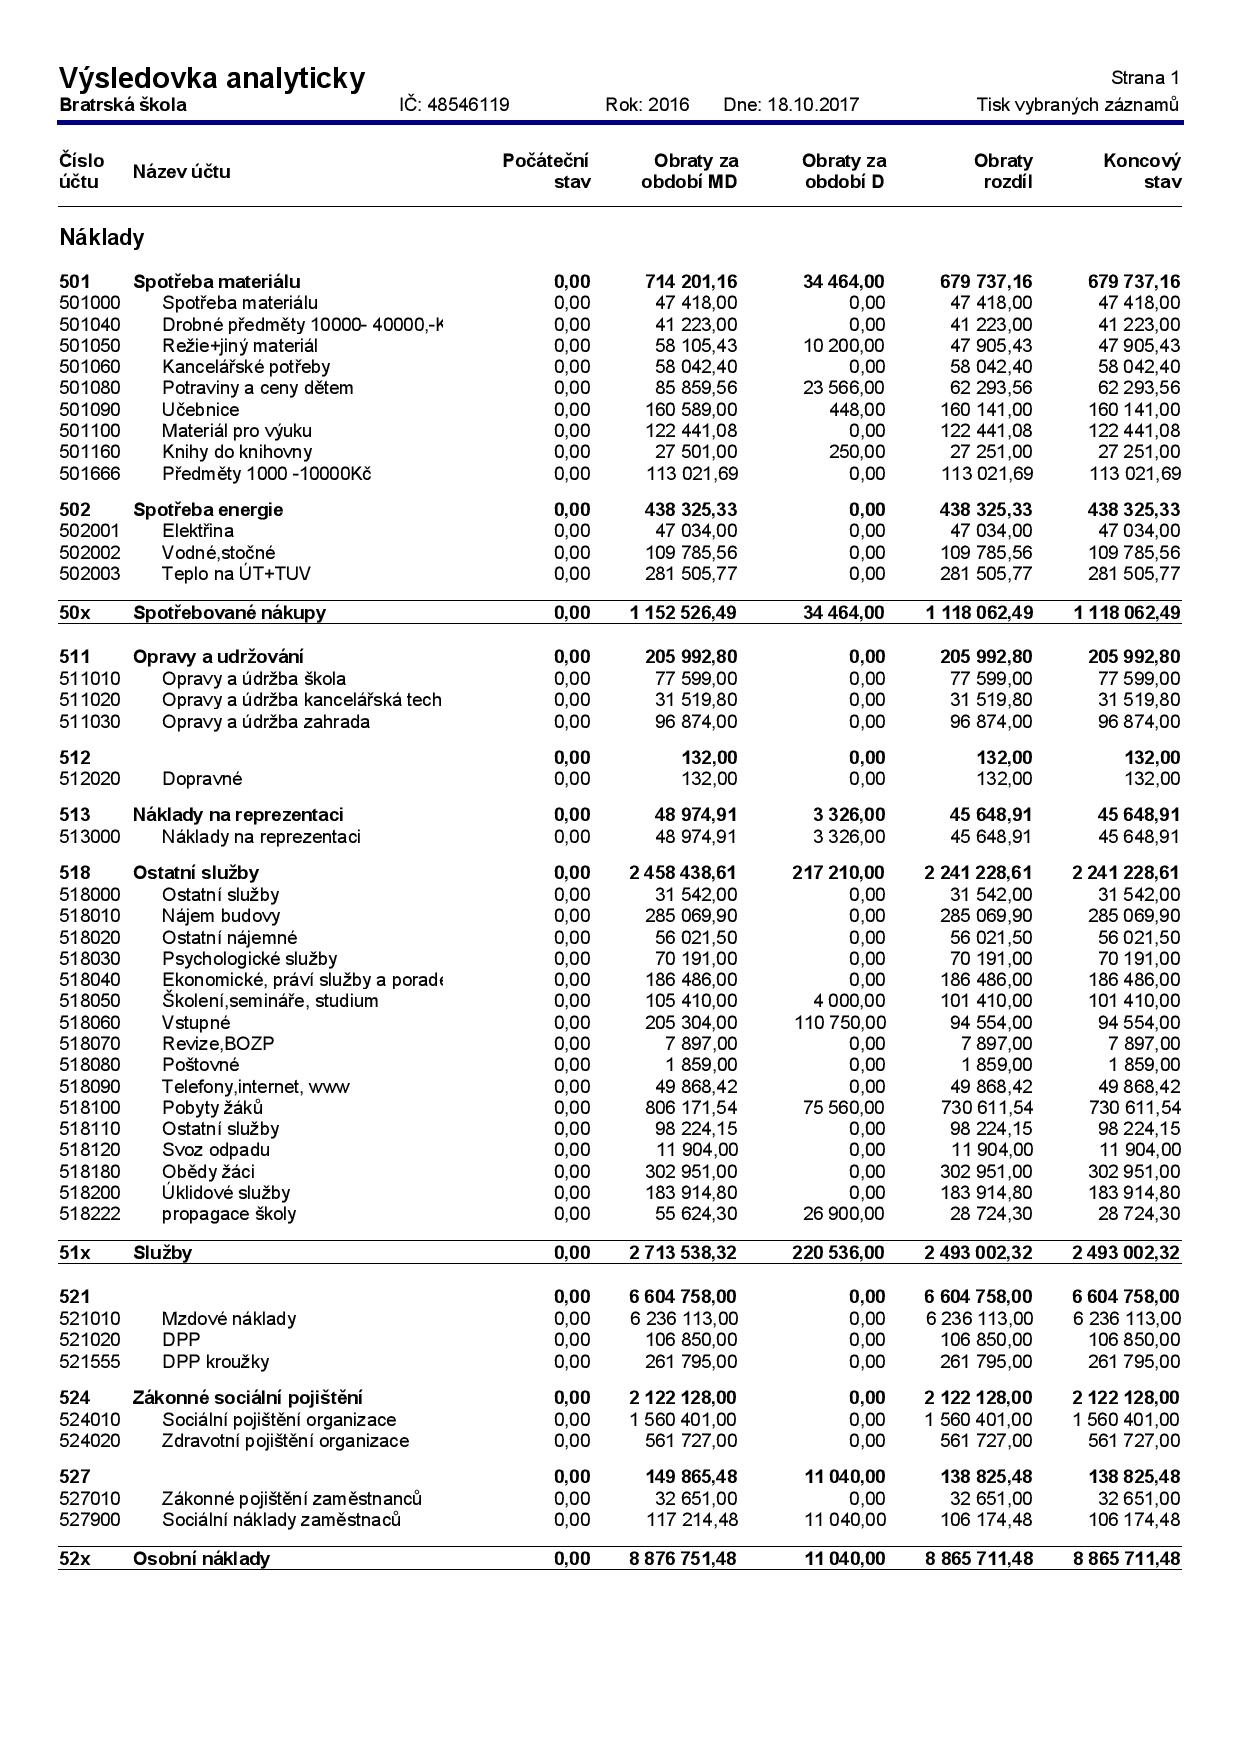 Výsledovka analyticky Strana 1
Bratrská škola IČ: 48546119 Rok: 2016 Dne: 18.10.2017 Tisk vybraných záznamů
Číslo účtu Název účtu Počáteční stav Obraty za období MD Obraty za období D Obraty rozdíl Koncový stav
Náklady
501 Spotřeba materiálu 0,00 714 201,16 34 464,00 679 737,16 679 737,16
501000 Spotřeba materiálu 0,00 47 418,00 0,00 47 418,00 47 418,00
501040 Drobné předměty 10000- 40000,-K 0,00 41 223,00 0,00 41 223,00 41 223,00
501050 Režie+jiný materiál 0,00 58 105,43 10 200,00 47 905,43 47 905,43
501060 Kancelářské potřeby 0,00 58 042,40 0,00 58 042,40 58 042,40
501080 Potraviny a ceny dětem 0,00 85 859,56 23 566,00 62 293,56 62 293,56
501090 Učebnice 0,00 160 589,00 448,00 160 141,00 160 141,00
501100 Materiál pro výuku 0,00 122 441,08 0,00 122 441,08 122 441,08
501160 Knihy do knihovny 0,00 27 501,00 250,00 27 251,00 27 251,00
501666 Předměty 1000 -10000Kč 0,00 113 021,69 0,00 113 021,69 113 021,69
502 Spotřeba energie 0,00 438 325,33 0,00 438 325,33 438 325,33
502001 Elektřina 0,00 47 034,00 0,00 47 034,00 47 034,00
502002 Vodné,stočné 0,00 109 785,56 0,00 109 785,56 109 785,56
502003 Teplo na ÚT+TUV 0,00 281 505,77 0,00 281 505,77 281 505,77
50x Spotřebované nákupy 0,00 1 152 526,49 34 464,00 1 118 062,49 1 118 062,49
511 Opravy a udržování 0,00 205 992,80 0,00 205 992,80 205 992,80
511010 Opravy a údržba škola 0,00 77 599,00 0,00 77 599,00 77 599,00
511020 Opravy a údržba kancelářská tech 0,00 31 519,80 0,00 31 519,80 31 519,80
511030 Opravy a údržba zahrada 0,00 96 874,00 0,00 96 874,00 96 874,00
512 0,00 132,00 0,00 132,00 132,00
512020 Dopravné 0,00 132,00 0,00 132,00 132,00
513 Náklady na reprezentaci 0,00 48 974,91 3 326,00 45 648,91 45 648,91
513000 Náklady na reprezentaci 0,00 48 974,91 3 326,00 45 648,91 45 648,91
518 Ostatní služby 0,00 2 458 438,61 217 210,00 2 241 228,61 2 241 228,61
518000 Ostatní služby 0,00 31 542,00 0,00 31 542,00 31 542,00
518010 Nájem budovy 0,00 285 069,90 0,00 285 069,90 285 069,90
518020 Ostatní nájemné 0,00 56 021,50 0,00 56 021,50 56 021,50
518030 Psychologické služby 0,00 70 191,00 0,00 70 191,00 70 191,00
518040 Ekonomické, práví služby a porade 0,00 186 486,00 0,00 186 486,00 186 486,00
518050 Školení,semináře, studium 0,00 105 410,00 4 000,00 101 410,00 101 410,00
518060 Vstupné 0,00 205 304,00 110 750,00 94 554,00 94 554,00
518070 Revize,BOZP 0,00 7 897,00 0,00 7 897,00 7 897,00
518080 Poštovné 0,00 1 859,00 0,00 1 859,00 1 859,00
518090 Telefony,internet, www 0,00 49 868,42 0,00 49 868,42 49 868,42
518100 Pobyty žáků 0,00 806 171,54 75 560,00 730 611,54 730 611,54
518110 Ostatní služby 0,00 98 224,15 0,00 98 224,15 98 224,15
518120 Svoz odpadu 0,00 11 904,00 0,00 11 904,00 11 904,00
518180 Obědy žáci 0,00 302 951,00 0,00 302 951,00 302 951,00
518200 Úklidové služby 0,00 183 914,80 0,00 183 914,80 183 914,80
518222 propagace školy 0,00 55 624,30 26 900,00 28 724,30 28 724,30
51x Služby 0,00 2 713 538,32 220 536,00 2 493 002,32 2 493 002,32
521 0,00 6 604 758,00 0,00 6 604 758,00 6 604 758,00
521010 Mzdové náklady 0,00 6 236 113,00 0,00 6 236 113,00 6 236 113,00
521020 DPP 0,00 106 850,00 0,00 106 850,00 106 850,00
521555 DPP kroužky 0,00 261 795,00 0,00 261 795,00 261 795,00
524 Zákonné sociální pojištění 0,00 2 122 128,00 0,00 2 122 128,00 2 122 128,00
524010 Sociální pojištění organizace 0,00 1 560 401,00 0,00 1 560 401,00 1 560 401,00
524020 Zdravotní pojištění organizace 0,00 561 727,00 0,00 561 727,00 561 727,00
527 0,00 149 865,48 11 040,00 138 825,48 138 825,48
527010 Zákonné pojištění zaměstnanců 0,00 32 651,00 0,00 32 651,00 32 651,00
527900 Sociální náklady zaměstnaců 0,00 117 214,48 11 040,00 106 174,48 106 174,48
52x Osobní náklady 0,00 8 876 751,48 11 040,00 8 865 711,48 8 865 711,48